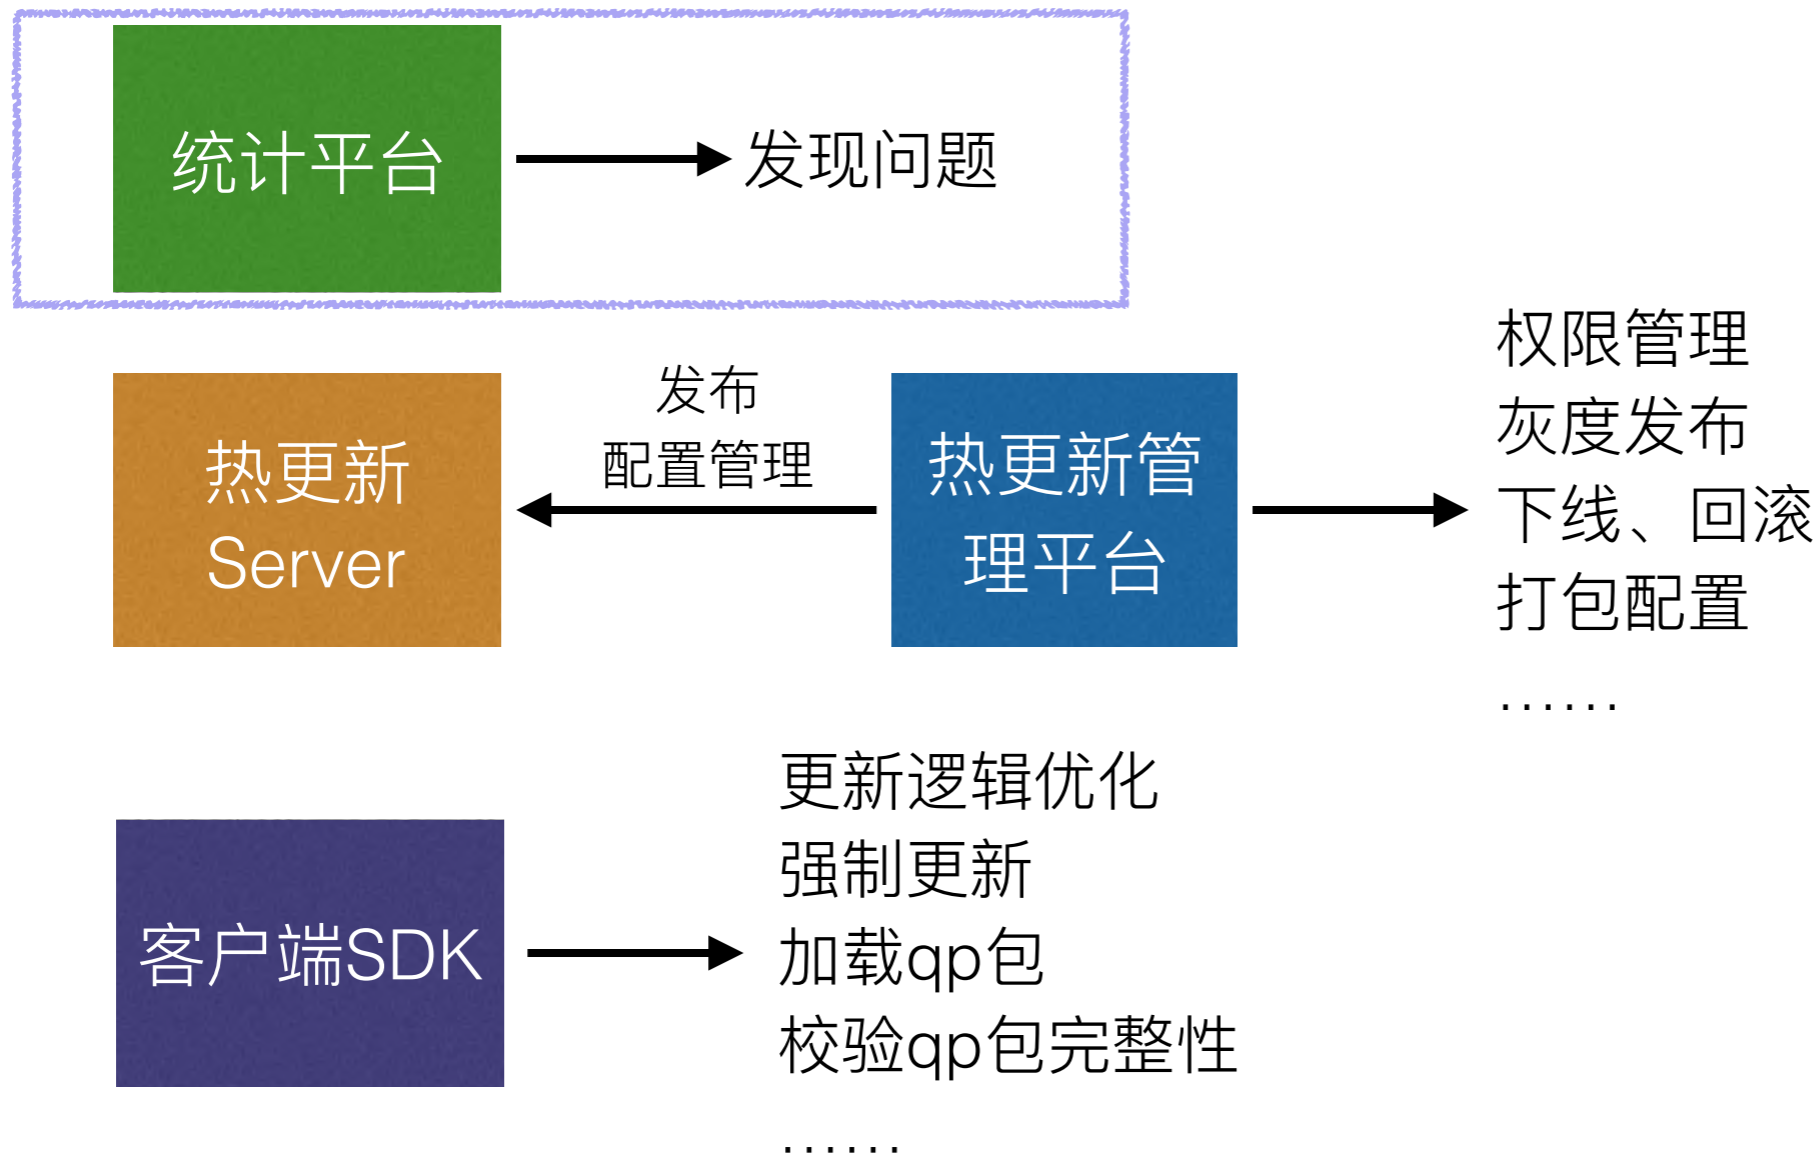 统计平台
发现问题
热更新
Server
发布
配置管理
热更新管
理平台
权限管理
灰度发布
下线、回滚
打包配置
……
客户端SDK
更新逻辑优化
强制更新
加载qp包
校验qp包完整性
……